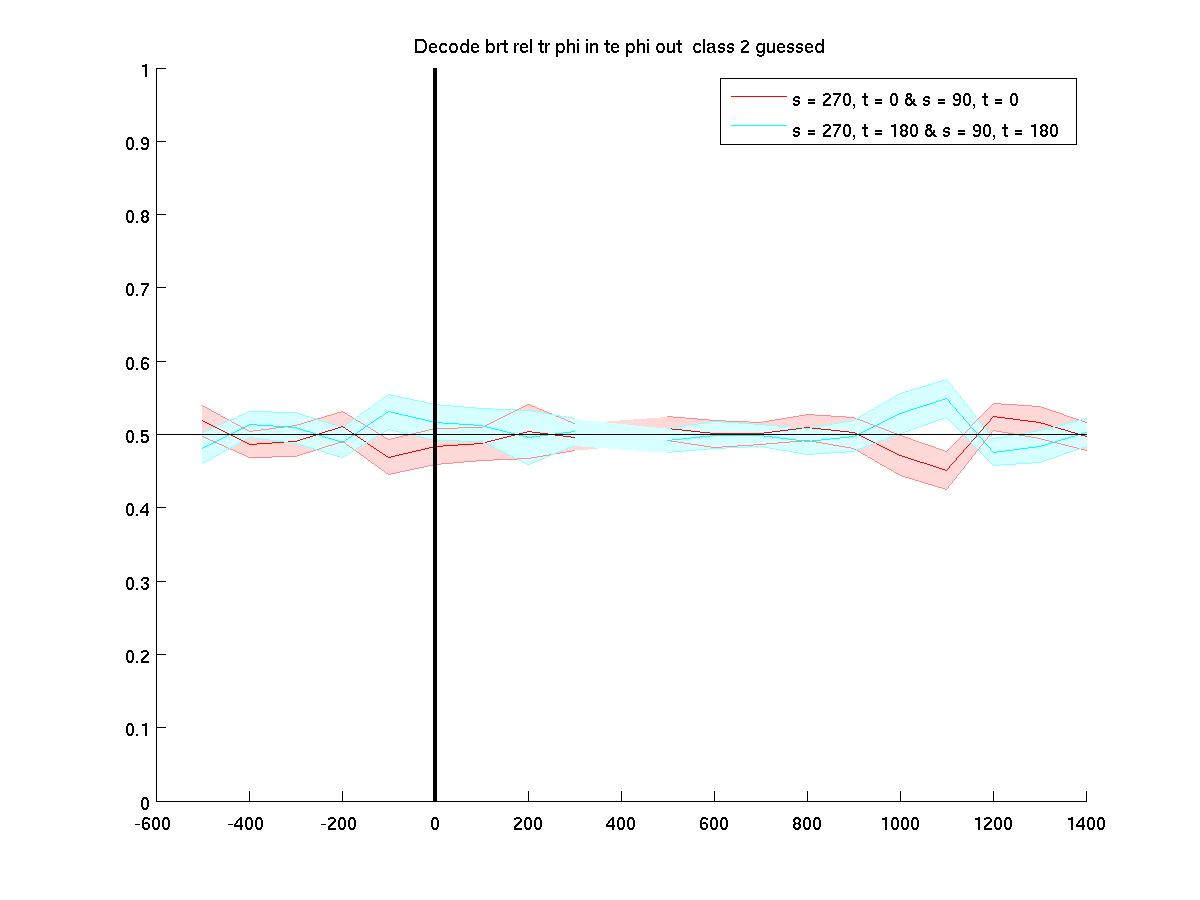 Decode brt rel tr phi in te phi out  class 2 guessed
s = 270, t = 0 & s = 90, t = 0
s = 270, t = 180 & s = 90, t = 180
1
0.9
0.8
0.7
0.6
0.5
0.4
0.3
0.2
0.1
0
-600 -400 -200 0 200 400 600 800 1000 1200 1400